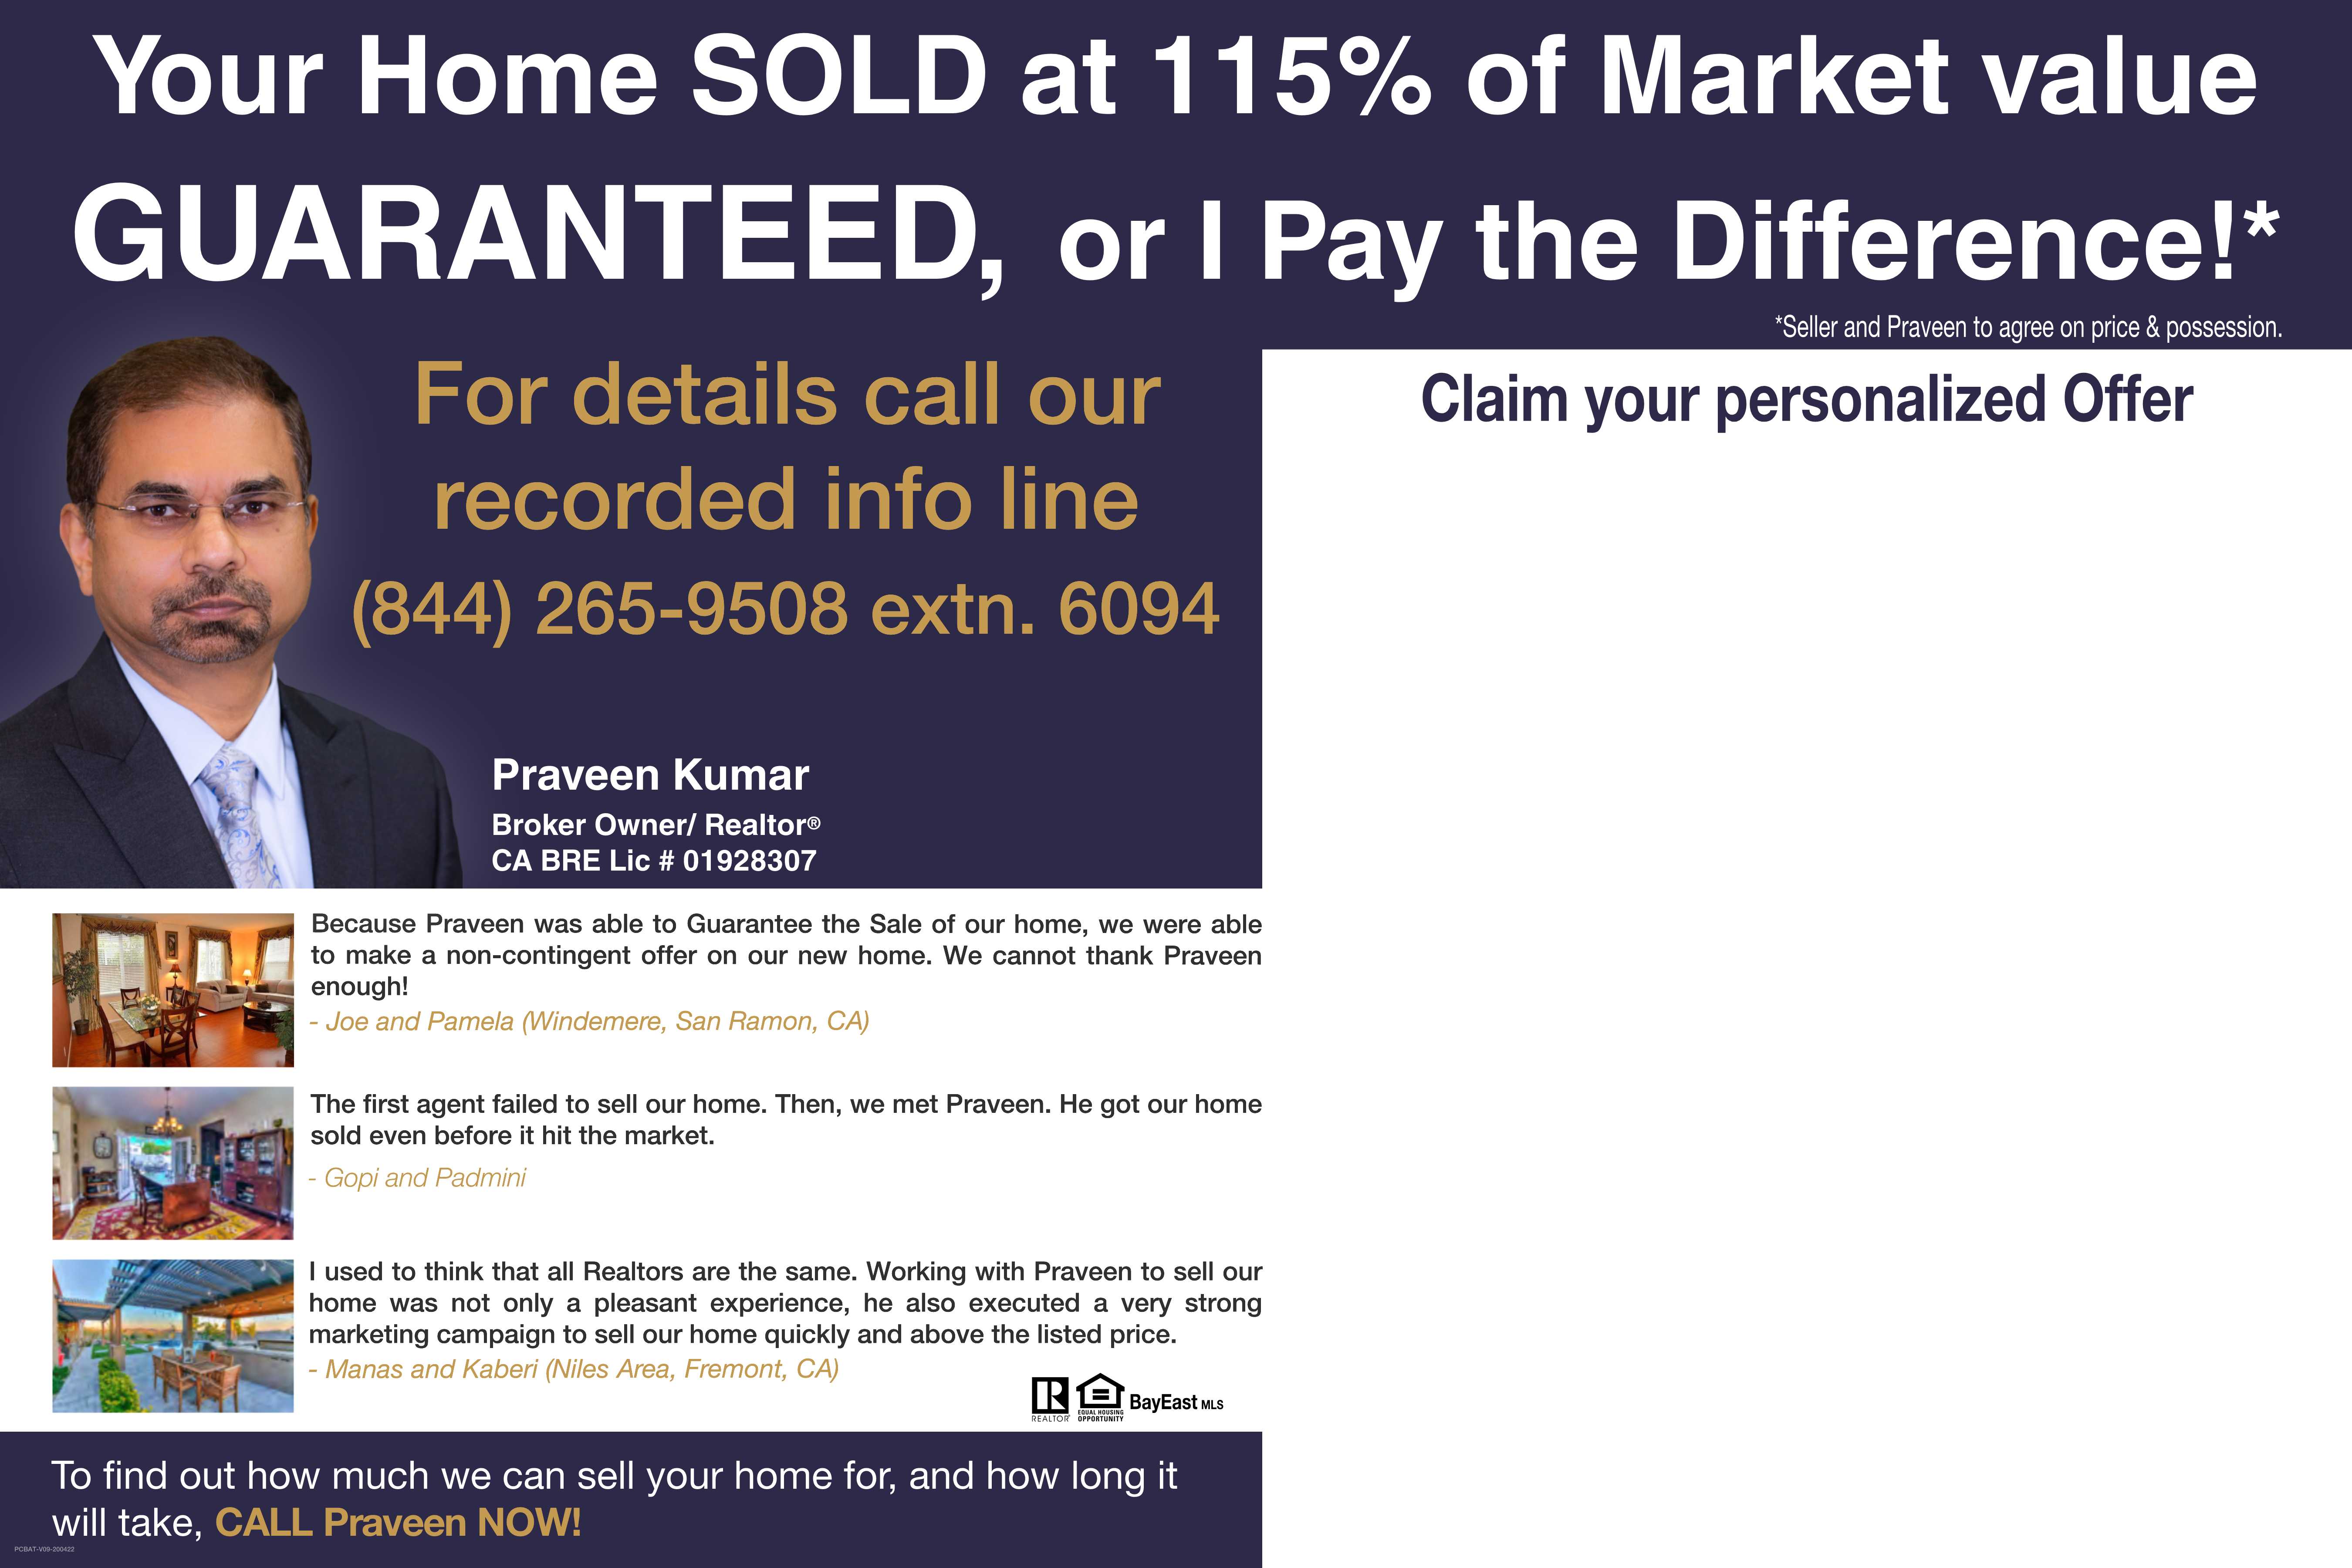 Your Home SOLD at 115% of Market value
GUARANTEED, or I Pay the Difference!*
*Seller and Praveen to agree on price & possession.
For details call our
recorded info line
(844) 265-9508 extn. 6094
Praveen Kumar
Broker Owner/ Realtor®
CA BRE Lic # 01928307
Claim your personalized Offer
Because Praveen was able to Guarantee the Sale of our home, we were able
to make a non-contingent offer on our new home. We cannot thank Praveen
enough!
- Joe and Pamela (Windemere, San Ramon, CA)
The first agent failed to sell our home. Then, we met Praveen. He got our home
sold even before it hit the market.
- Gopi and Padmini
I used to think that all Realtors are the same. Working with Praveen to sell our
home was not only a pleasant experience, he also executed a very strong
marketing campaign to sell our home quickly and above the listed price.
- Manas and Kaberi (Niles Area, Fremont, CA)
R
REALTOR®
EQUAL HOUSING
OPPORTUNITY
BayEast MLS
To find out how much we can sell your home for, and how long it
will take, CALL Praveen NOW!
PCBAT-V09-200422